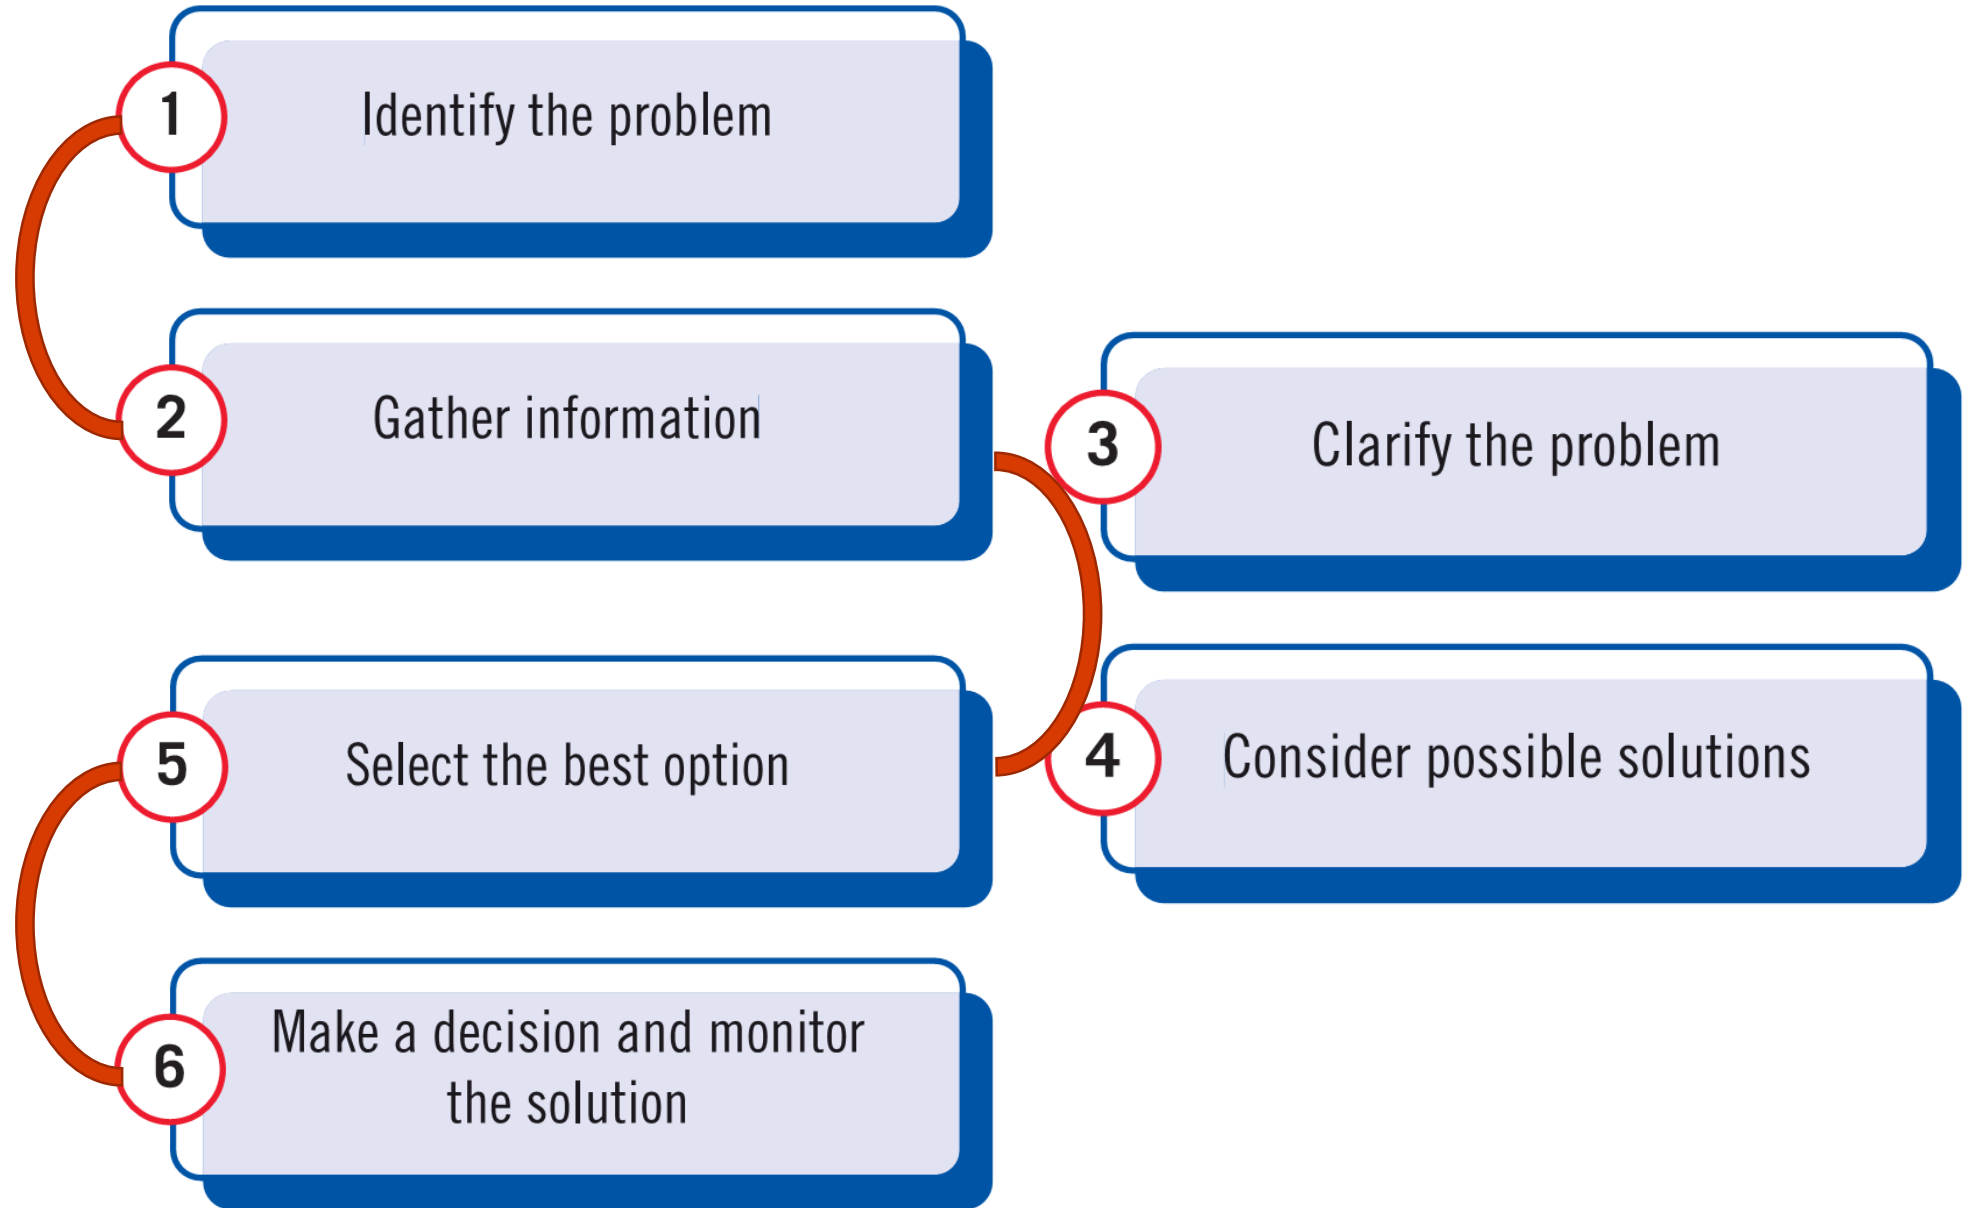 1
Identify the problem
2
Gather information
3
Clarify the problem
4
Consider possible solutions
5
Select the best option
6
Make a decision and monitor
the solution